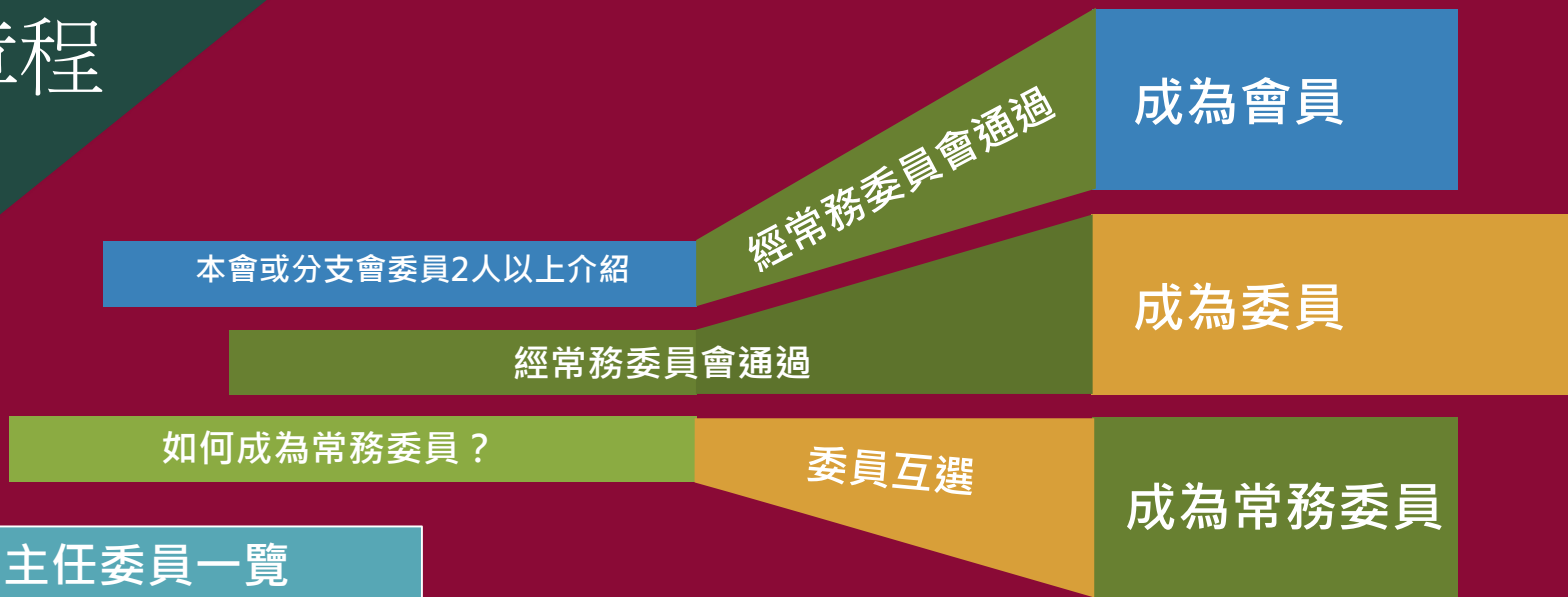 程
成為會員
經常務委員會通過
本會或分支會委員2人以上介紹
成為委員
經常務委員會通過
如何成為常務委員？
委員互選
成為常務委員
主任委員一覽